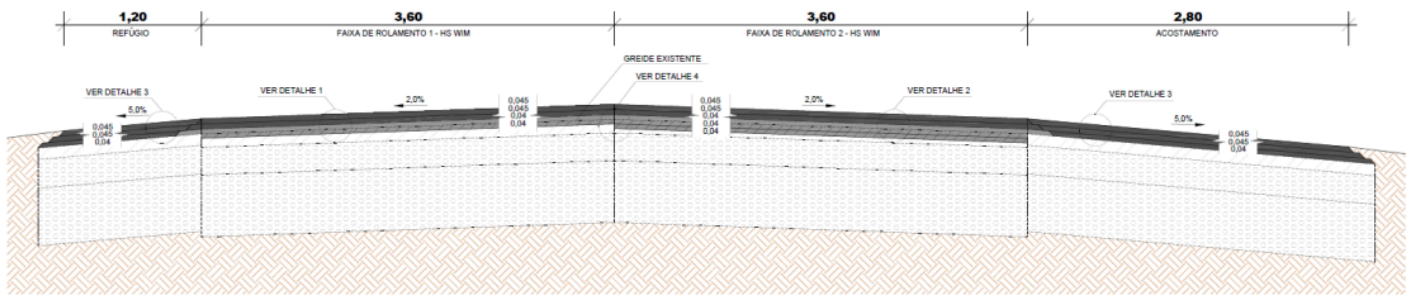 1,20
3,60
3,60
2,80
REFÚGIO
FAIXA DE ROLAMENTO 1 - HS WIM
FAIXA DE ROLAMENTO 2 - HS WIM
ACOSTAMENTO
GREIDE EXISTENTE
VER DETALHE 4
VER DETALHE 3
VER DETALHE 1
VER DETALHE 2
VER DETALHE 3
5,0%
2,0%
2,0%
5,0%
0,045
0,045
0,04
0,045
0,045
0,04
0,04
0,045
0,045
0,04
0,04
0,045
0,045
0,04